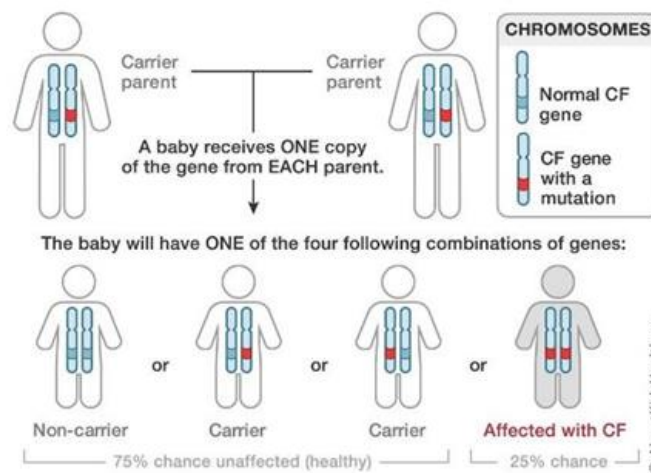 Carrier
parent
Carrier
parent
CHROMOSOMES
Normal CF
gene
CF gene
with a
mutation
A baby receives ONE copy
of the gene from EACH parent.
The baby will have ONE of the four following combinations of genes:
or
or
or
Non-carrier
Carrier
Carrier
Affected with CF
75% chance unaffected (healthy)
25% chance